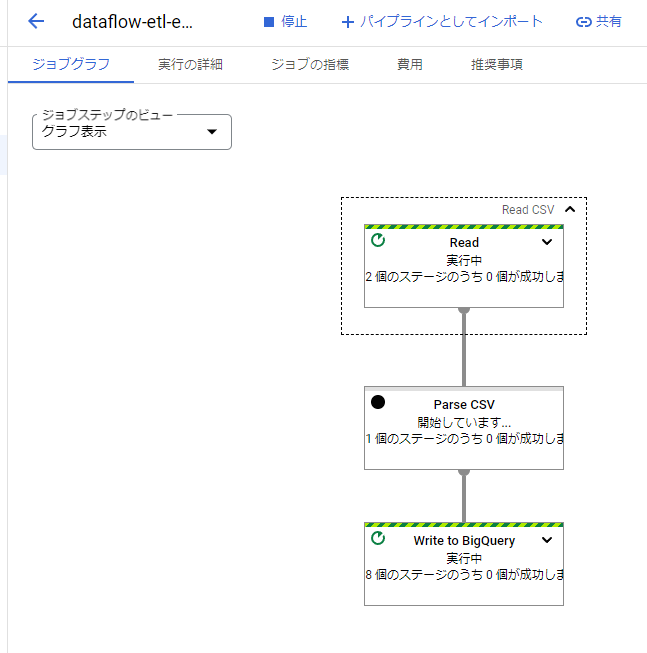 dataflow-etl-e...
停止
パイプラインとしてインポート
共有
ジョブグラフ
実行の詳細
ジョブの指標
費用
推奨事項
ジョブステップのビュー
グラフ表示
Read CSV
Read
実行中
2 個のステージのうち 0 個が成功しま
Parse CSV
開始しています...
1 個のステージのうち 0 個が成功しま
Write to BigQuery
実行中
8 個のステージのうち 0 個が成功しま